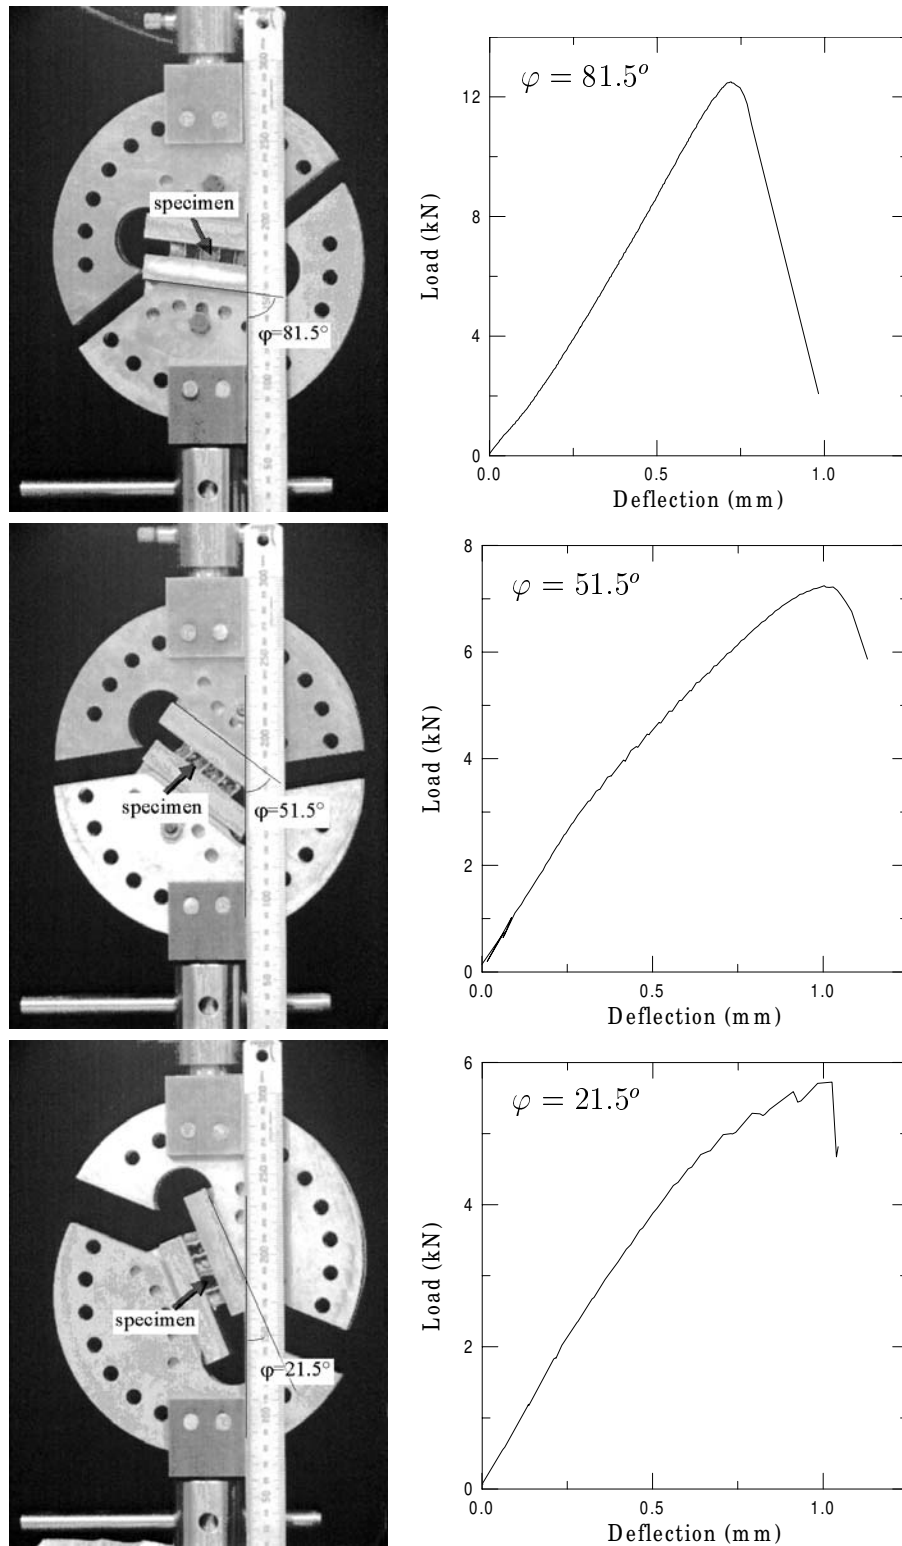 specimen
φ=81.5°
φ = 81.5°
12
8
4
0
Load (kN)
0.0 0.5 1.0
Deflection (mm)
specimen
φ=51.5°
φ = 51.5°
8
6
4
2
0
Load (kN)
0.0 0.5 1.0
Deflection (mm)
specimen
φ=21.5°
φ = 21.5°
6
4
2
0
Load (kN)
0.0 0.5 1.0
Deflection (mm)